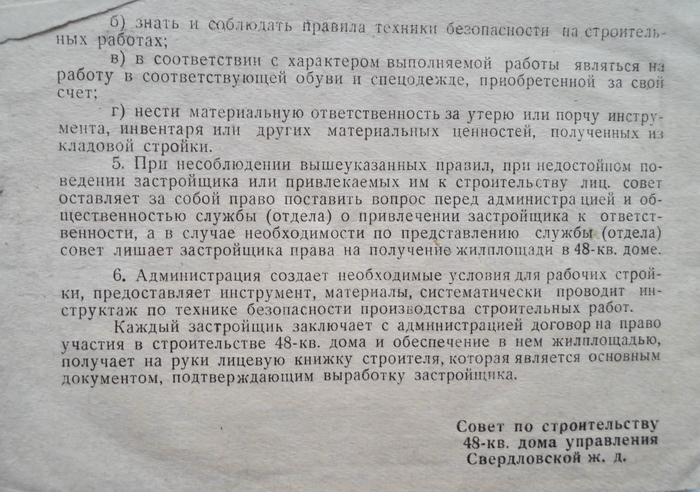 б) знать и соблюдать правила техники безопасности на строитель-
ных работах;
в) в соответствии с характером выполняемой работы являться на
работу в соответствующей обуви и спецодежде, приобретенной за свой
счет;
г) нести материальную ответственность за утерю или порчу инстру-
мента, инвентаря или других материальных ценностей, полученных из
кладовой стройки.
5. При несоблюдении вышеуказанных правил, при недостойном по-
ведении застройщика или привлекаемых им к строительству лиц. совет
оставляет за собой право поставить вопрос перед администрацией и об-
щественностью службы (отдела) о привлечении застройщика к ответст-
венности, а в случае необходимости по представлению службы (отдела)
совет лишает застройщика права на получение жилплощади в 48-кв. доме.
6. Администрация создает необходимые условия для рабочих строй-
ки, предоставляет инструмент, материалы, систематически проводит ин-
структаж по технике безопасности производства строительных работ.
Каждый застройщик заключает с администрацией договор на право
участия в строительстве 48-кв. дома и обеспечение в нем жилплощадью,
получает на руки лицевую книжку строителя, которая является основным
документом, подтверждающим выработку застройщика.
Совет по строительству
48-кв. дома управления
Свердловской ж. д.